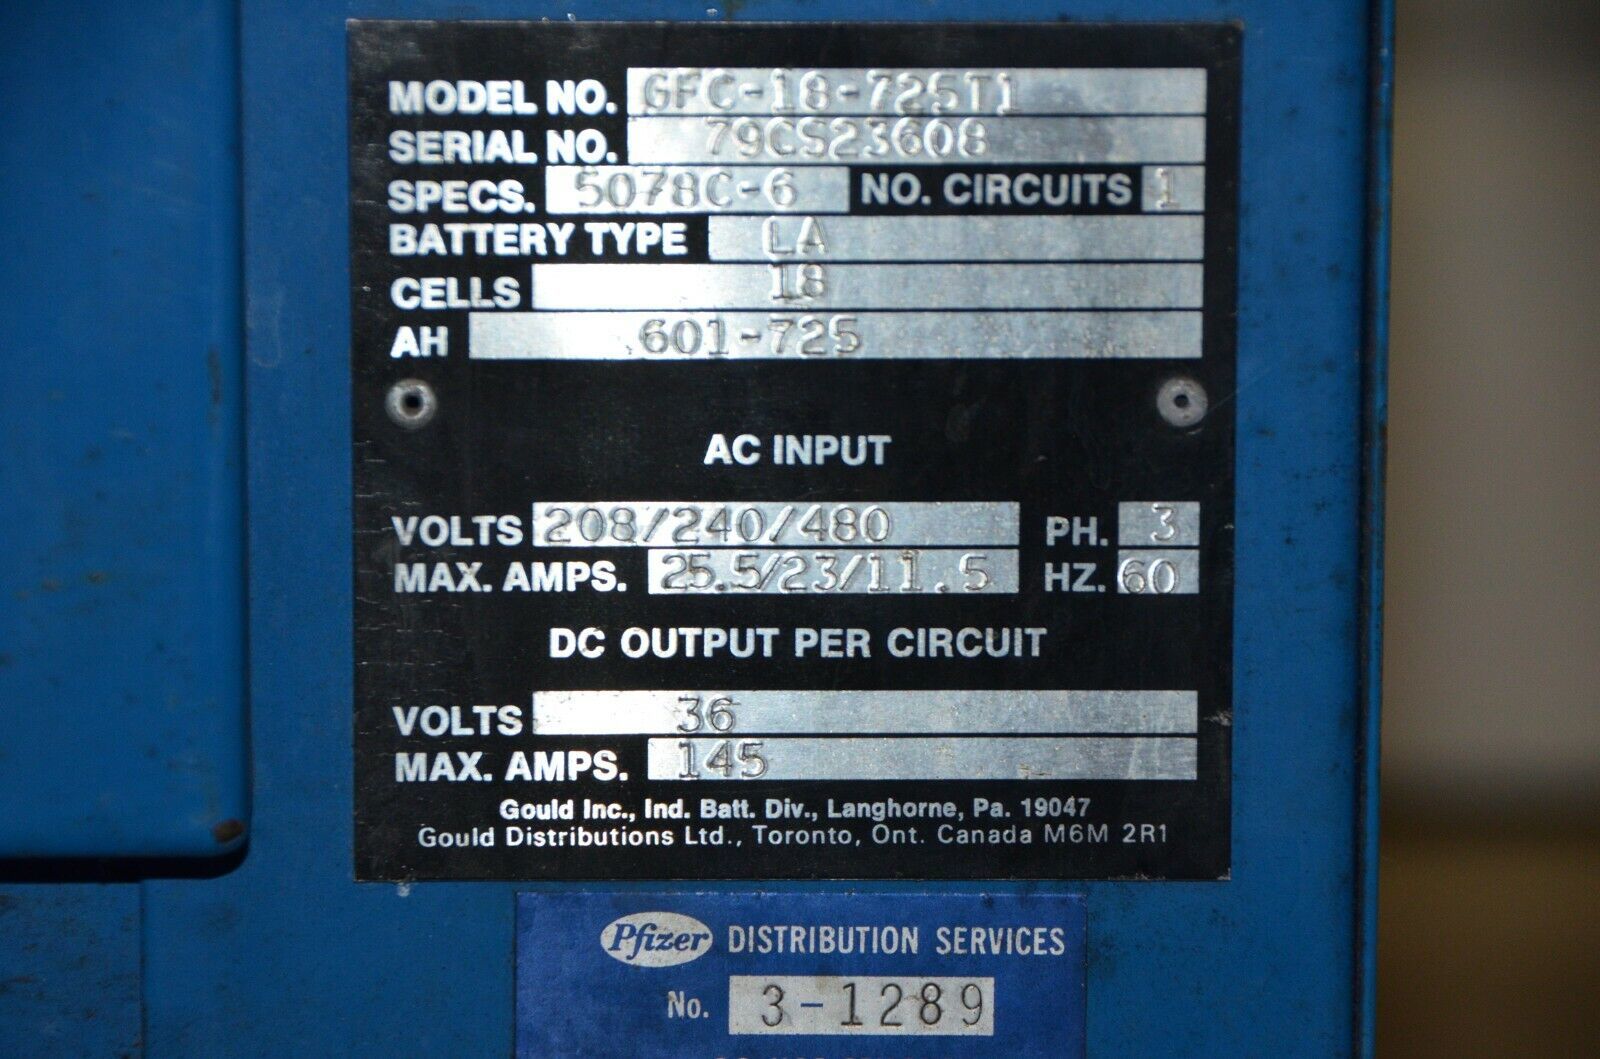 MODEL NO. GFC-18-725T1
SERIAL NO. 79CS23608
SPECS. 5078C-6 NO. CIRCUITS 1
BATTERY TYPE LA
CELLS 18
AH 601-725
AC INPUT
VOLTS 208/240/480 PH. 3
MAX. AMPS. 25.5/23/11.5 HZ. 60
DC OUTPUT PER CIRCUIT
VOLTS 36
MAX. AMPS. 145
Gould Inc., Ind. Batt. Div., Langhorne, Pa. 19047
Gould Distributions Ltd., Toronto, Ont. Canada M6M 2R1
Pfizer DISTRIBUTION SERVICES
No. 3-1289